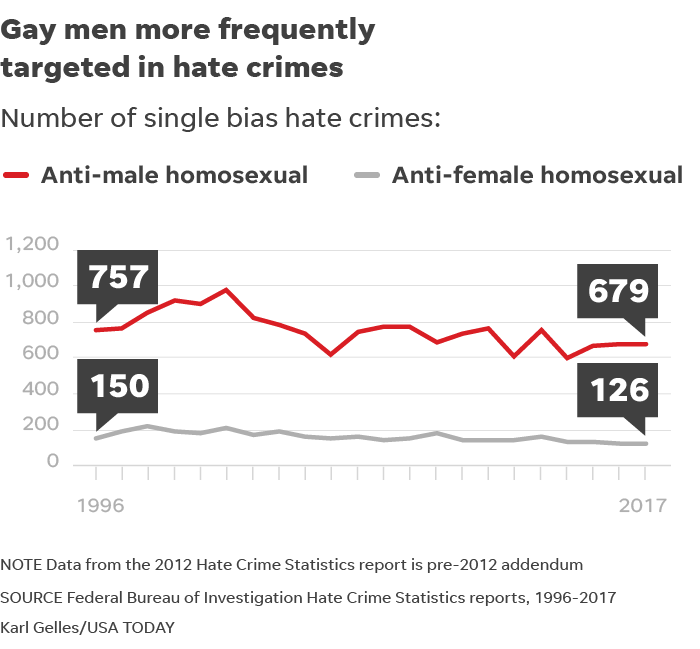 Gay men more frequently
targeted in hate crimes
Number of single bias hate crimes:
Anti-male homosexual
Anti-female homosexual
1,200
1,000
800
600
400
200
0
757
679
150
126
1996
2017
NOTE Data from the 2012 Hate Crime Statistics report is pre-2012 addendum
SOURCE Federal Bureau of Investigation Hate Crime Statistics reports, 1996-2017
Karl Gelles/USA TODAY